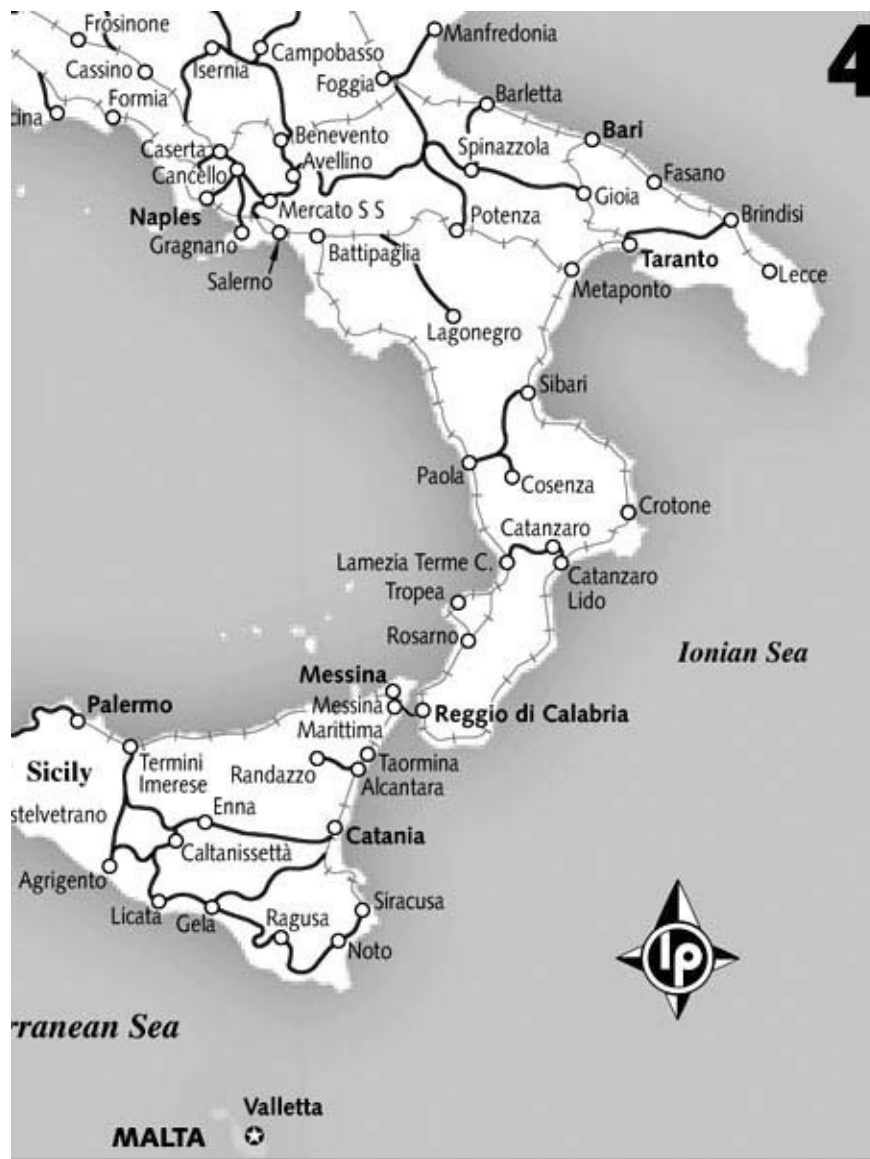 Frosinone
Manfredonia
4
Isernia
Campobasso
Cassino
Foggia
Formia
Barletta
cina
Bari
Benevento
Caserta
Spinazzola
Avellino
Cancello
Fasano
Gioia
Naples
Mercato S S
Potenza
Brindisi
Gragnano
Battipaglia
Taranto
Salerno
Lecce
Metaponto
Lagonegro
Sibari
Paola
Cosenza
Crotone
Catanzaro
Lamezia Terme C.
Catanzaro
Lido
Tropea
Rosarno
Ionian Sea
Messina
Messina
Marittima
Palermo
Reggio di Calabria
Termini
Imerese
Sicily
Randazzo
Taormina
Alcantara
Enna
stelvetrano
Catania
Caltanissettà
Agrigento
Licata
Gela
Ragusa
Siracusa
Noto
lp
rranean Sea
Valletta
MALTA